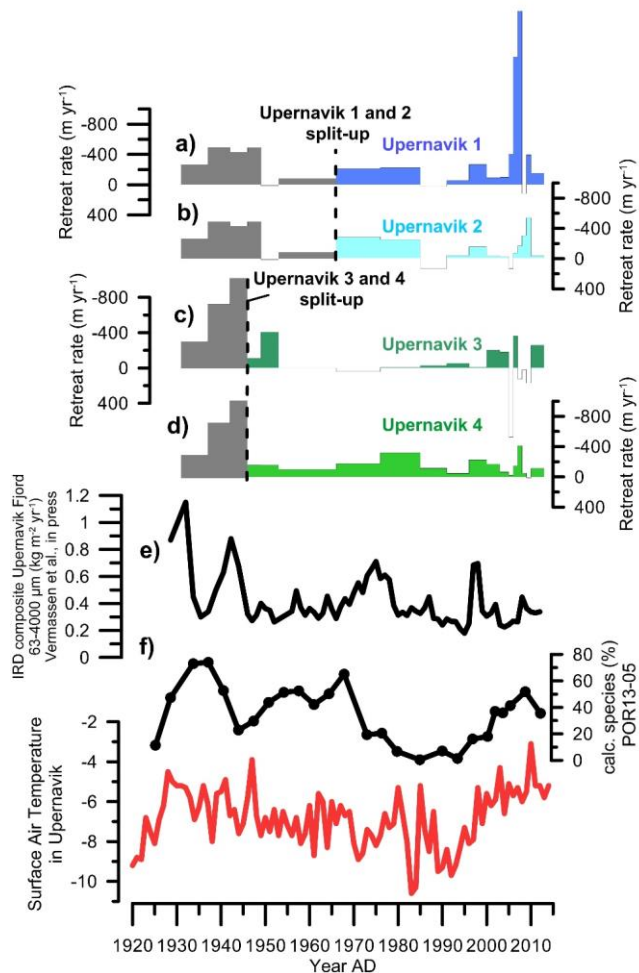 Upernavik 1 and 2
split-up
a)
Upernavik 1
-800
-400
0
400
Retreat rate (m yr⁻¹)
b)
Upernavik 2
-800
-400
0
400
Retreat rate (m yr⁻¹)
Upernavik 3 and 4
split-up
c)
Upernavik 3
-800
-400
0
400
Retreat rate (m yr⁻¹)
d)
Upernavik 4
-800
-400
0
400
Retreat rate (m yr⁻¹)
e)
IRD composite Upernavik Fjord
63-4000 µm (kg m⁻² yr⁻¹)
Vermassen et al., in press
1.2
1
0.8
0.6
0.4
0.2
0
f)
80
60
40
20
0
calc. species (%)
POR13-05
-2
-4
-6
-8
-10
Surface Air Temperature
in Upernavik
1920 1930 1940 1950 1960 1970 1980 1990 2000 2010
Year AD